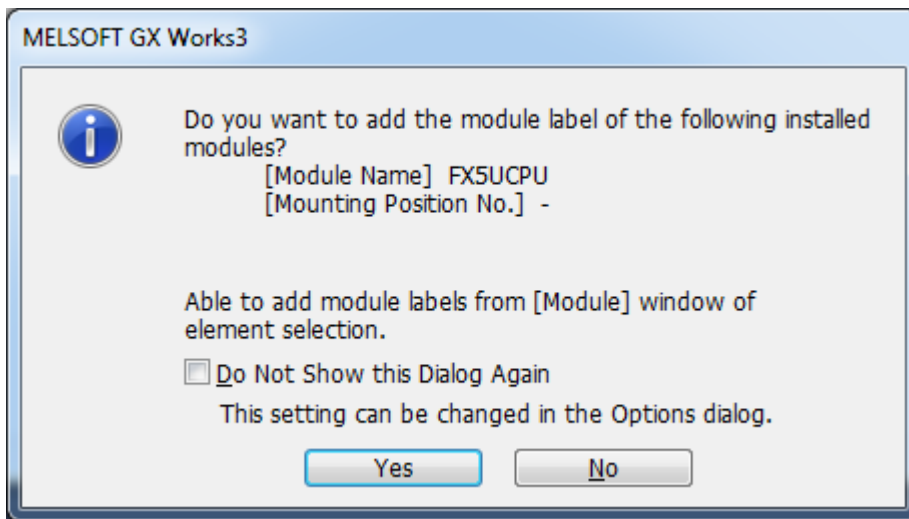 MELSOFT GX Works3
Do you want to add the module label of the following installed
modules?
[Module Name] FX5UCPU
[Mounting Position No.] -
Able to add module labels from [Module] window of
element selection.
Do Not Show this Dialog Again
This setting can be changed in the Options dialog.
Yes
No